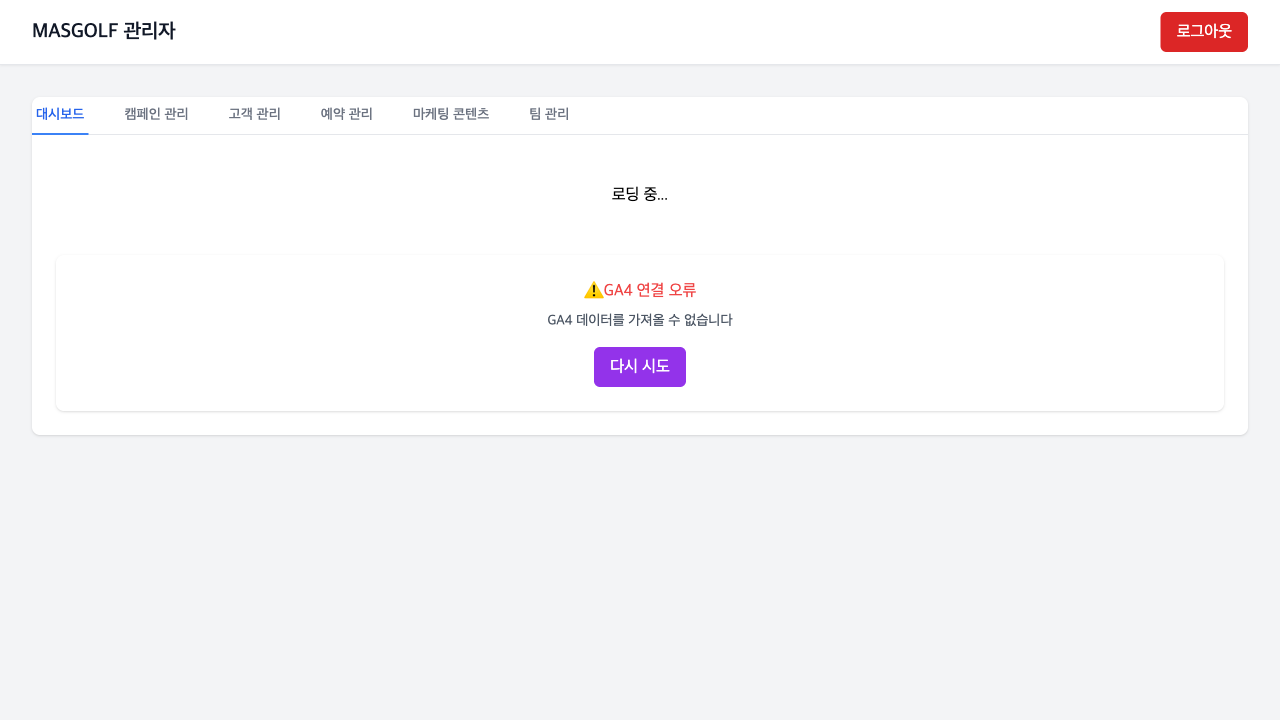 MASGOLF 관리자
로그아웃
대시보드 캠페인 관리 고객 관리 예약 관리 마케팅 콘텐츠 팀 관리
로딩 중...
⚠️GA4 연결 오류
GA4 데이터를 가져올 수 없습니다
다시 시도